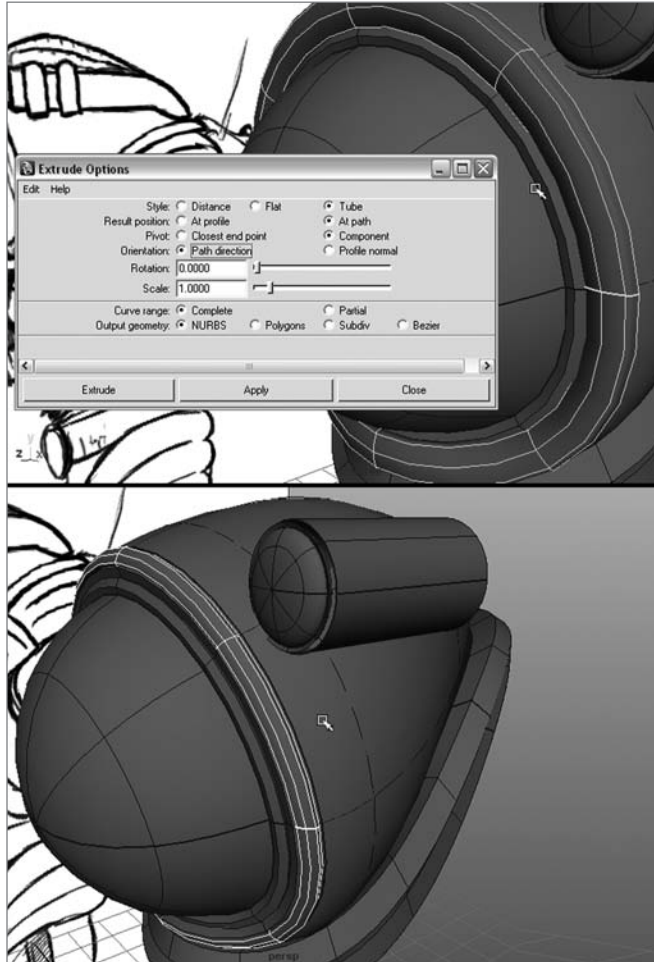 Extrude Options
Edit Help
Style: Distance Flat Tube
Result position: At profile At path
Pivot: Closest end point Component
Orientation: Path direction Profile normal
Rotation: 0.0000
Scale: 1.0000
Curve range: Complete Partial
Output geometry: NURBS Polygons Subdiv Bezier
Extrude Apply Close
y
z x
persp